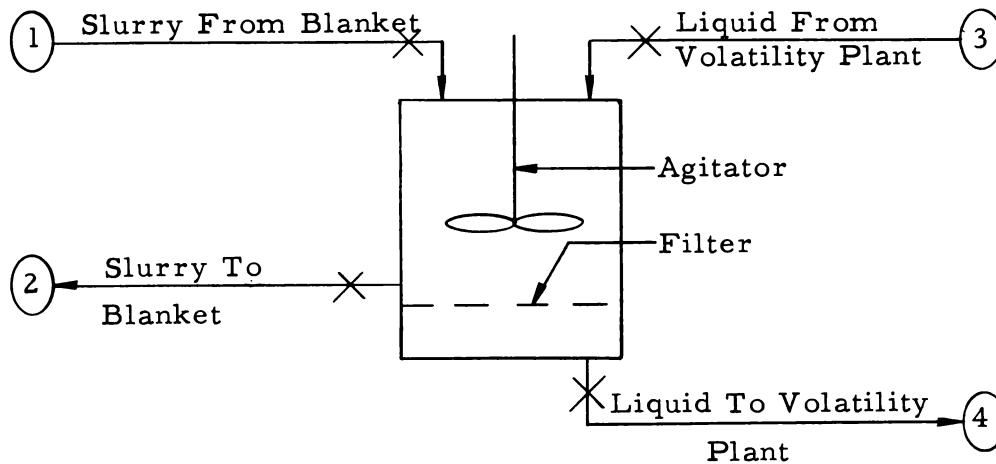 1
Slurry From Blanket
Liquid From
Volatility Plant
3
Agitator
Filter
2
Slurry To
Blanket
Liquid To Volatility
Plant
4